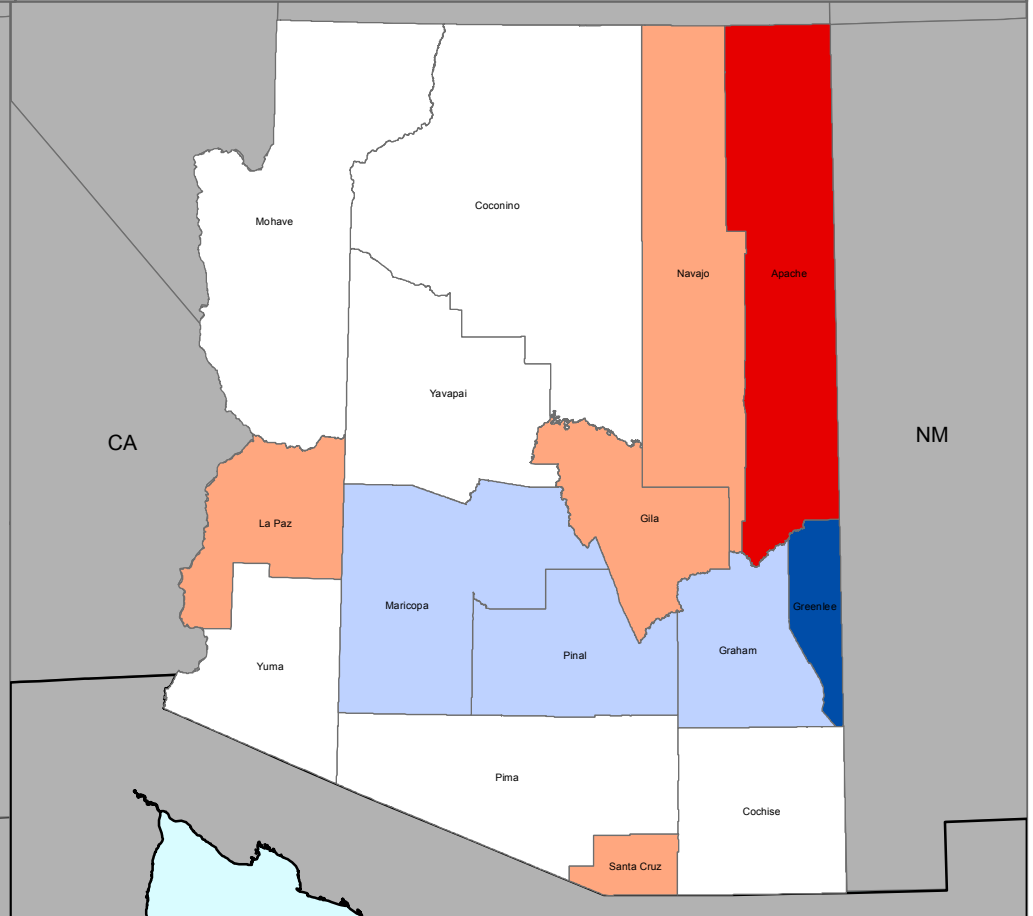 Mohave
Coconino
Navajo
Apache
Yavapai
CA
NM
La Paz
Gila
Maricopa
Greenlee
Pinal
Graham
Yuma
Pima
Cochise
Santa Cruz